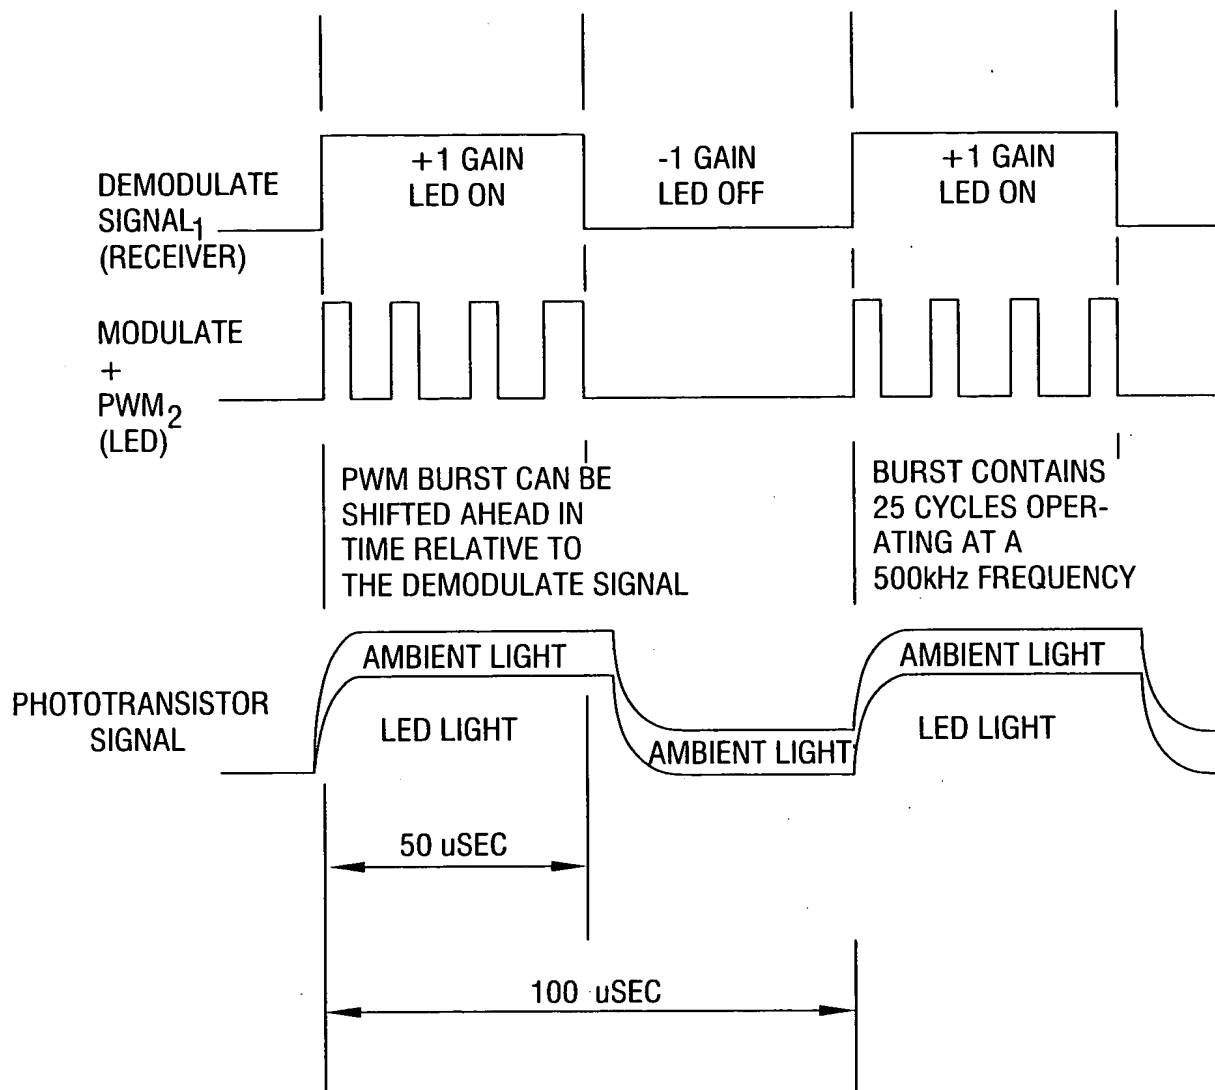 +1 GAIN
LED ON
-1 GAIN
LED OFF
+1 GAIN
LED ON
DEMODULATE
SIGNAL1
(RECEIVER)
MODULATE
+
PWM2
(LED)
PWM BURST CAN BE
SHIFTED AHEAD IN
TIME RELATIVE TO
THE DEMODULATE SIGNAL
BURST CONTAINS
25 CYCLES OPER-
ATING AT A
500kHz FREQUENCY
PHOTOTRANSISTOR
SIGNAL
AMBIENT LIGHT
LED LIGHT
AMBIENT LIGHT
AMBIENT LIGHT
LED LIGHT
50 uSEC
100 uSEC